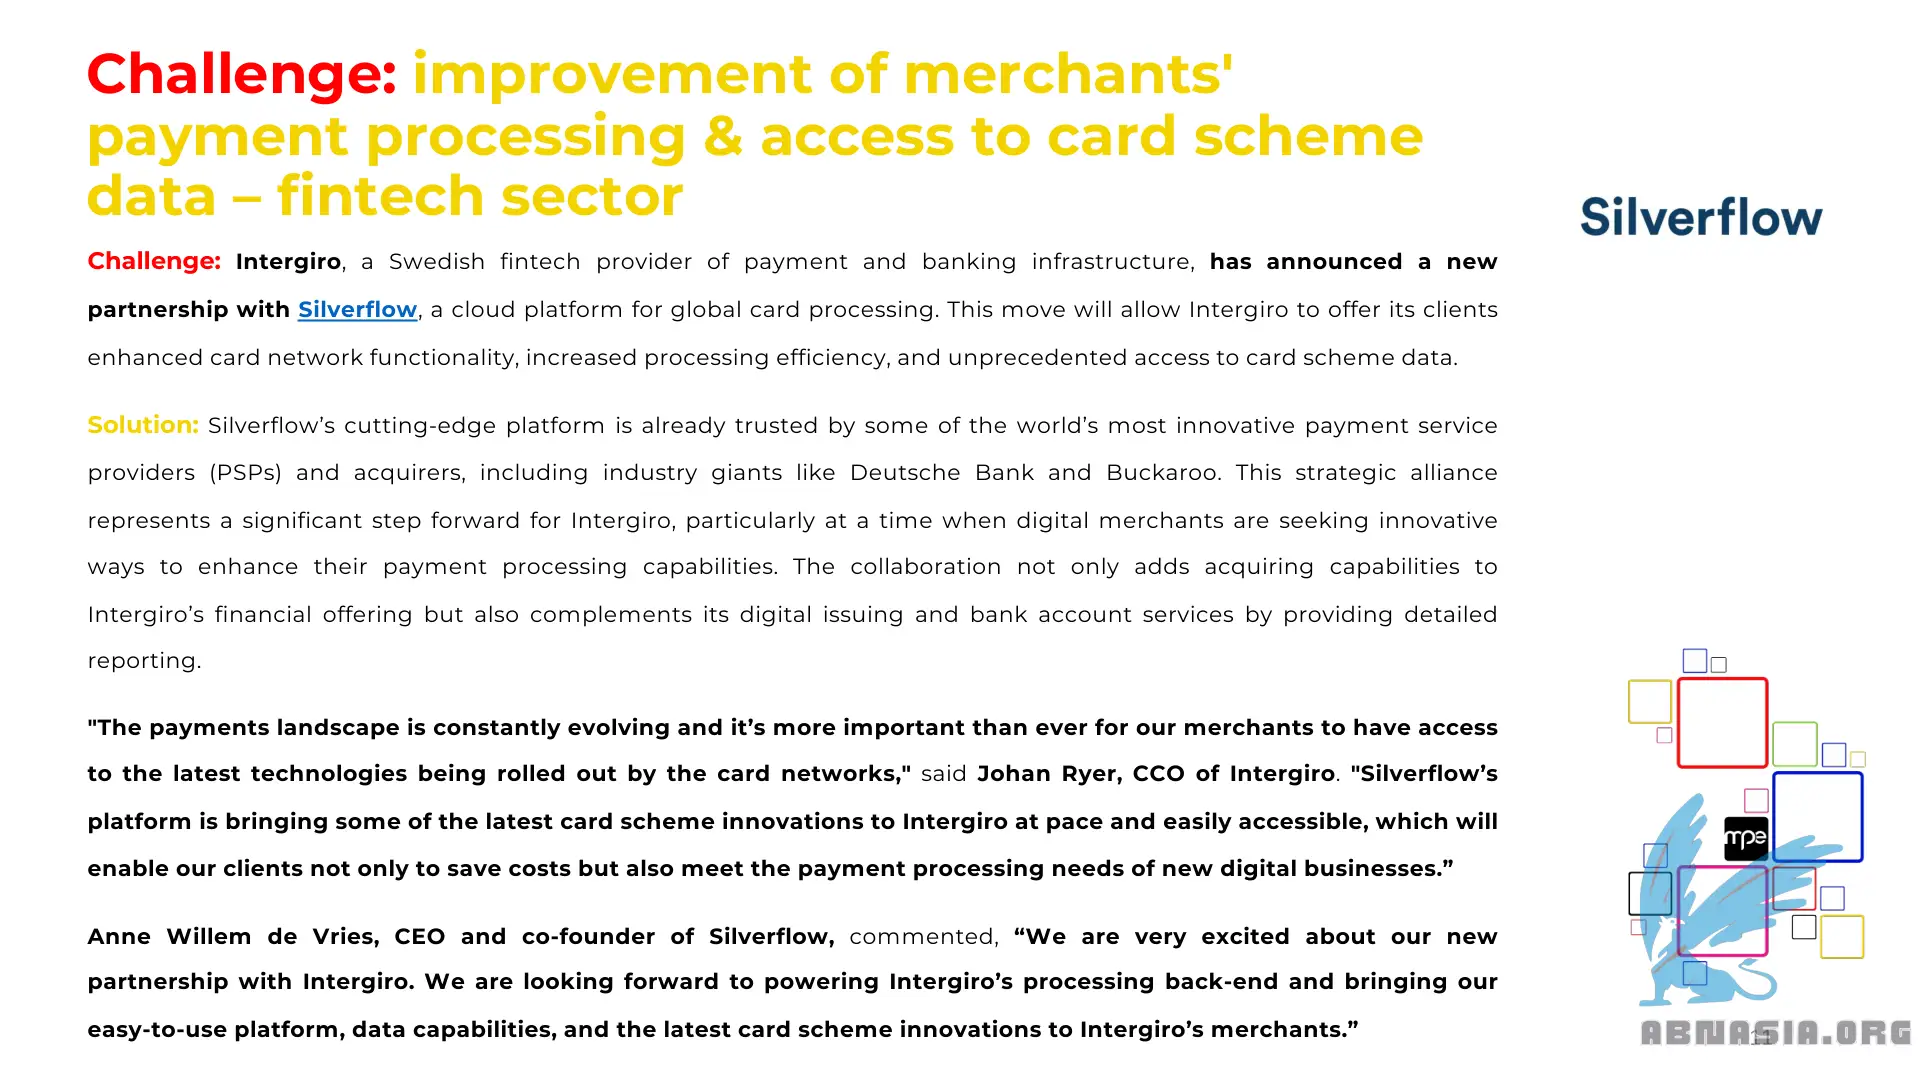 Challenge: improvement of merchants'
payment processing & access to card scheme
data – fintech sector
Silverflow
Challenge: Intergiro, a Swedish fintech provider of payment and banking infrastructure, has announced a new
partnership with Silverflow, a cloud platform for global card processing. This move will allow Intergiro to offer its clients
enhanced card network functionality, increased processing efficiency, and unprecedented access to card scheme data.
Solution: Silverflow’s cutting-edge platform is already trusted by some of the world’s most innovative payment service
providers (PSPs) and acquirers, including industry giants like Deutsche Bank and Buckaroo. This strategic alliance
represents a significant step forward for Intergiro, particularly at a time when digital merchants are seeking innovative
ways to enhance their payment processing capabilities. The collaboration not only adds acquiring capabilities to
Intergiro’s financial offering but also complements its digital issuing and bank account services by providing detailed
reporting.
"The payments landscape is constantly evolving and it’s more important than ever for our merchants to have access
to the latest technologies being rolled out by the card networks," said Johan Ryer, CCO of Intergiro. "Silverflow’s
platform is bringing some of the latest card scheme innovations to Intergiro at pace and easily accessible, which will
enable our clients not only to save costs but also meet the payment processing needs of new digital businesses.”
Anne Willem de Vries, CEO and co-founder of Silverflow, commented, “We are very excited about our new
partnership with Intergiro. We are looking forward to powering Intergiro’s processing back-end and bringing our
easy-to-use platform, data capabilities, and the latest card scheme innovations to Intergiro’s merchants.”
mpe
ABNASIA.ORG
11